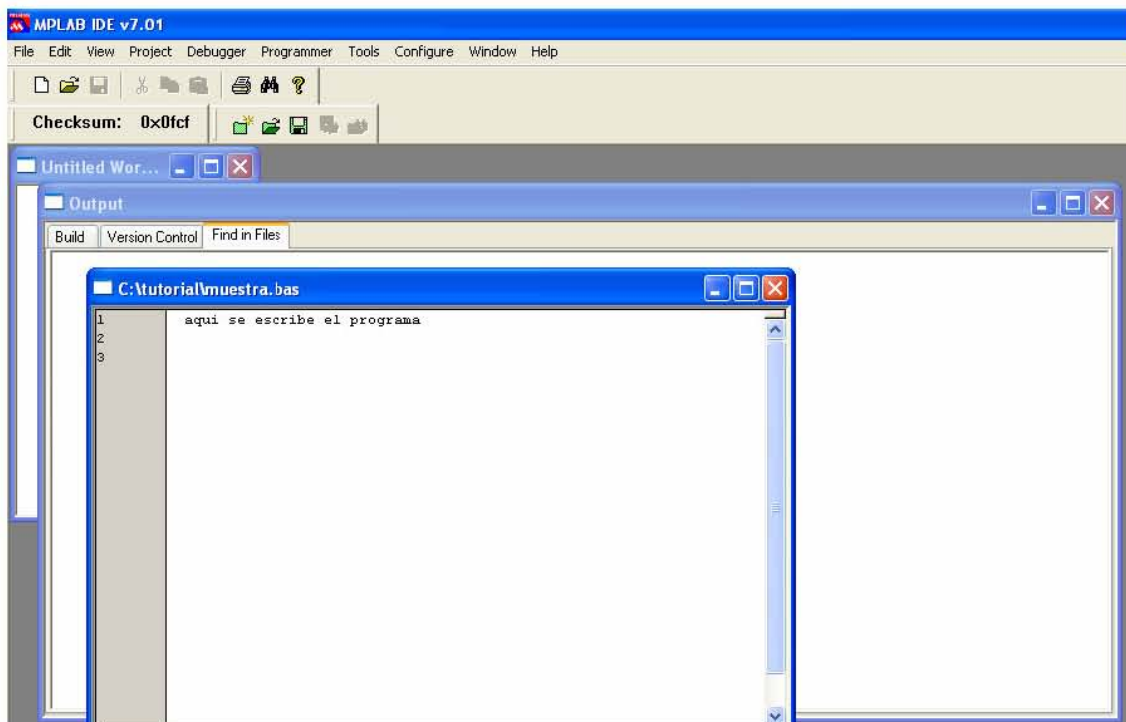 MPLAB IDE v7.01
File Edit View Project Debugger Programmer Tools Configure Window Help
Checksum: 0x0fcf
Untitled Wor...
Output
Build Version Control Find in Files
C:\tutorial\muestra.bas
1 aqui se escribe el programa
2
3